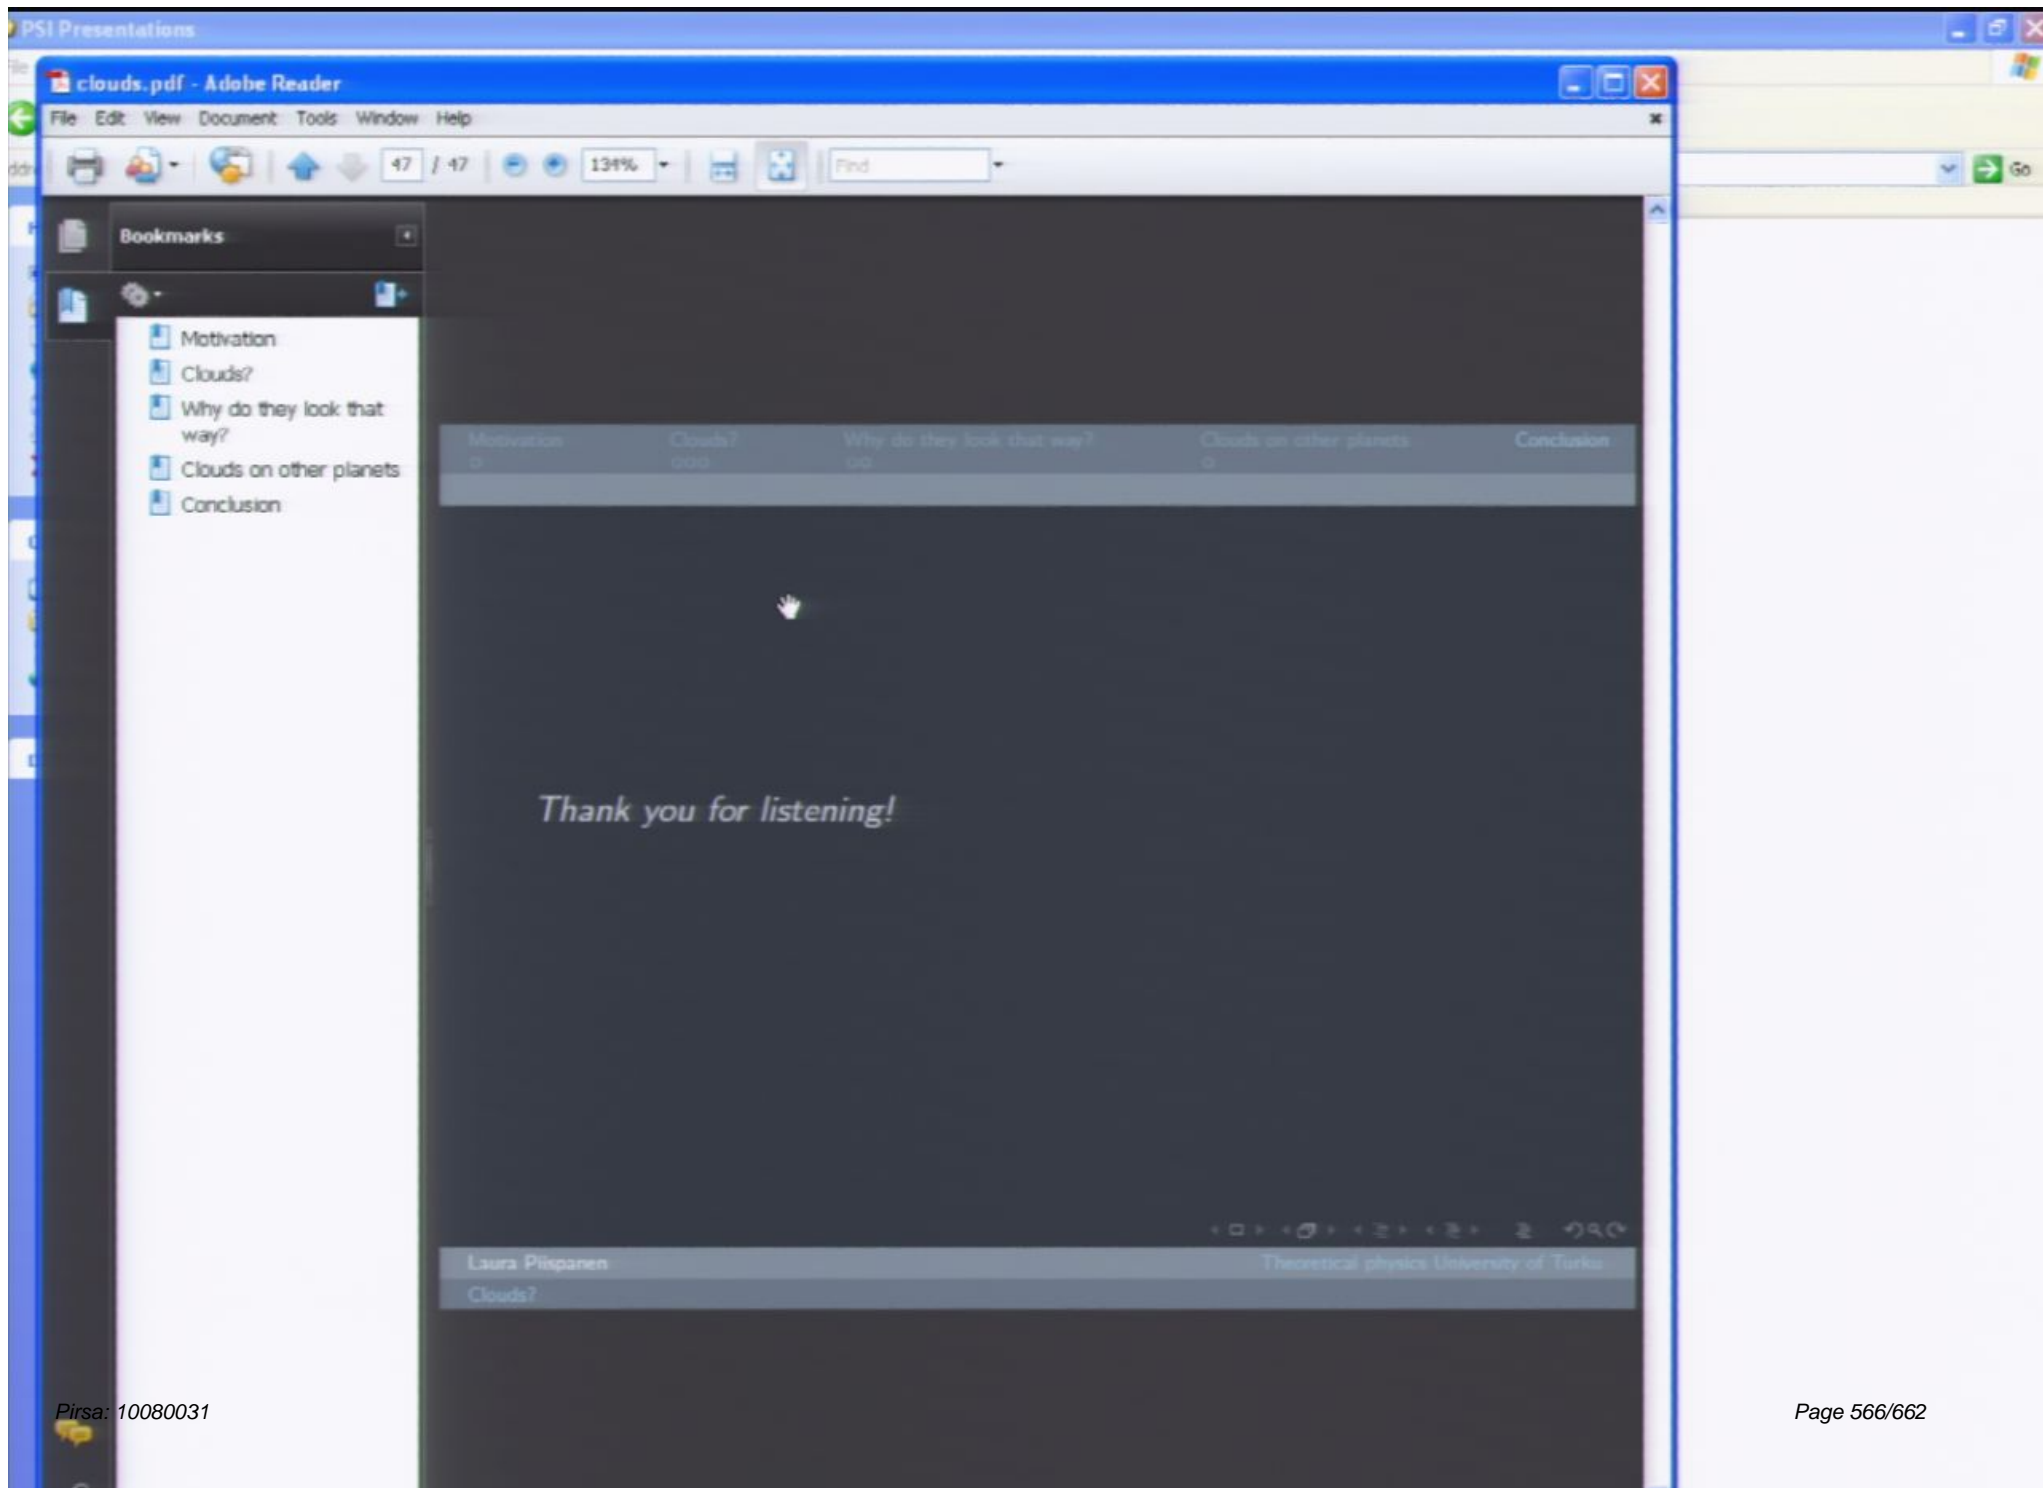 PSI Presentations
clouds.pdf - Adobe Reader
File Edit View Document Tools Window Help
47 / 47 134% Find
Go
Bookmarks
Motivation
Clouds?
Why do they look that
way?
Clouds on other planets
Conclusion
Motivation Clouds? Why do they look that way? Clouds on other planets Conclusion
Thank you for listening!
Laura Piispanen Theoretical physics University of Turku
Clouds?
Pirsa: 10080031 Page 566/662